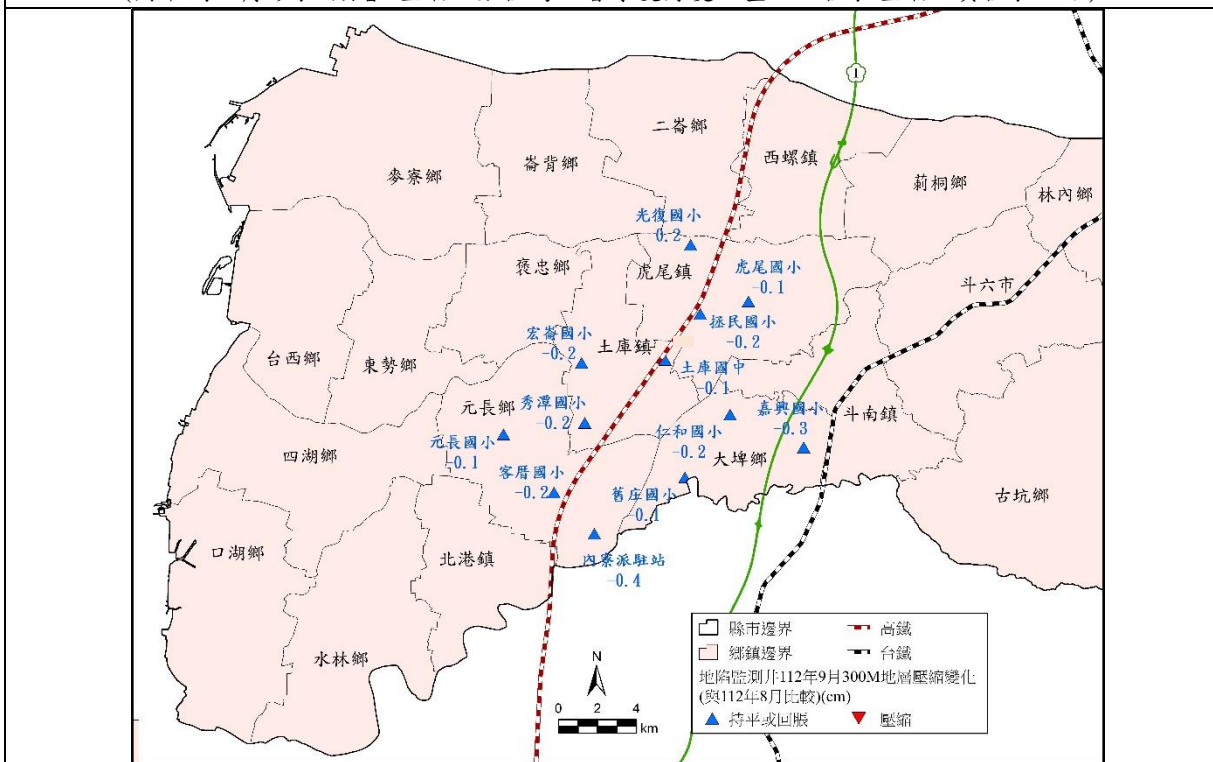 1
二崙鄉
西螺鎮
崙背鄉
麥寮鄉
莿桐鄉
林內鄉
光復國小
0.2
褒忠鄉
虎尾鎮
虎尾國小
-0.1
斗六市
拯民國小
-0.2
宏崙國小
-0.2
土庫鎮
台西鄉
東勢鄉
土庫國中
-0.1
秀潭國小
-0.2
元長鄉
嘉興國小
-0.3
斗南鎮
仁和國小
-0.2
元長國小
-0.1
大埤鄉
四湖鄉
客厝國小
-0.2
舊庄國小
-0.1
古坑鄉
口湖鄉
北港鎮
內寮派駐站
-0.4
水林鄉
N
0 2 4
km
縣市邊界
高鐵
鄉鎮邊界
台鐵
地陷監測井112年9月300M地層壓縮變化
(與112年8月比較)(cm)
持平或回脹
壓縮